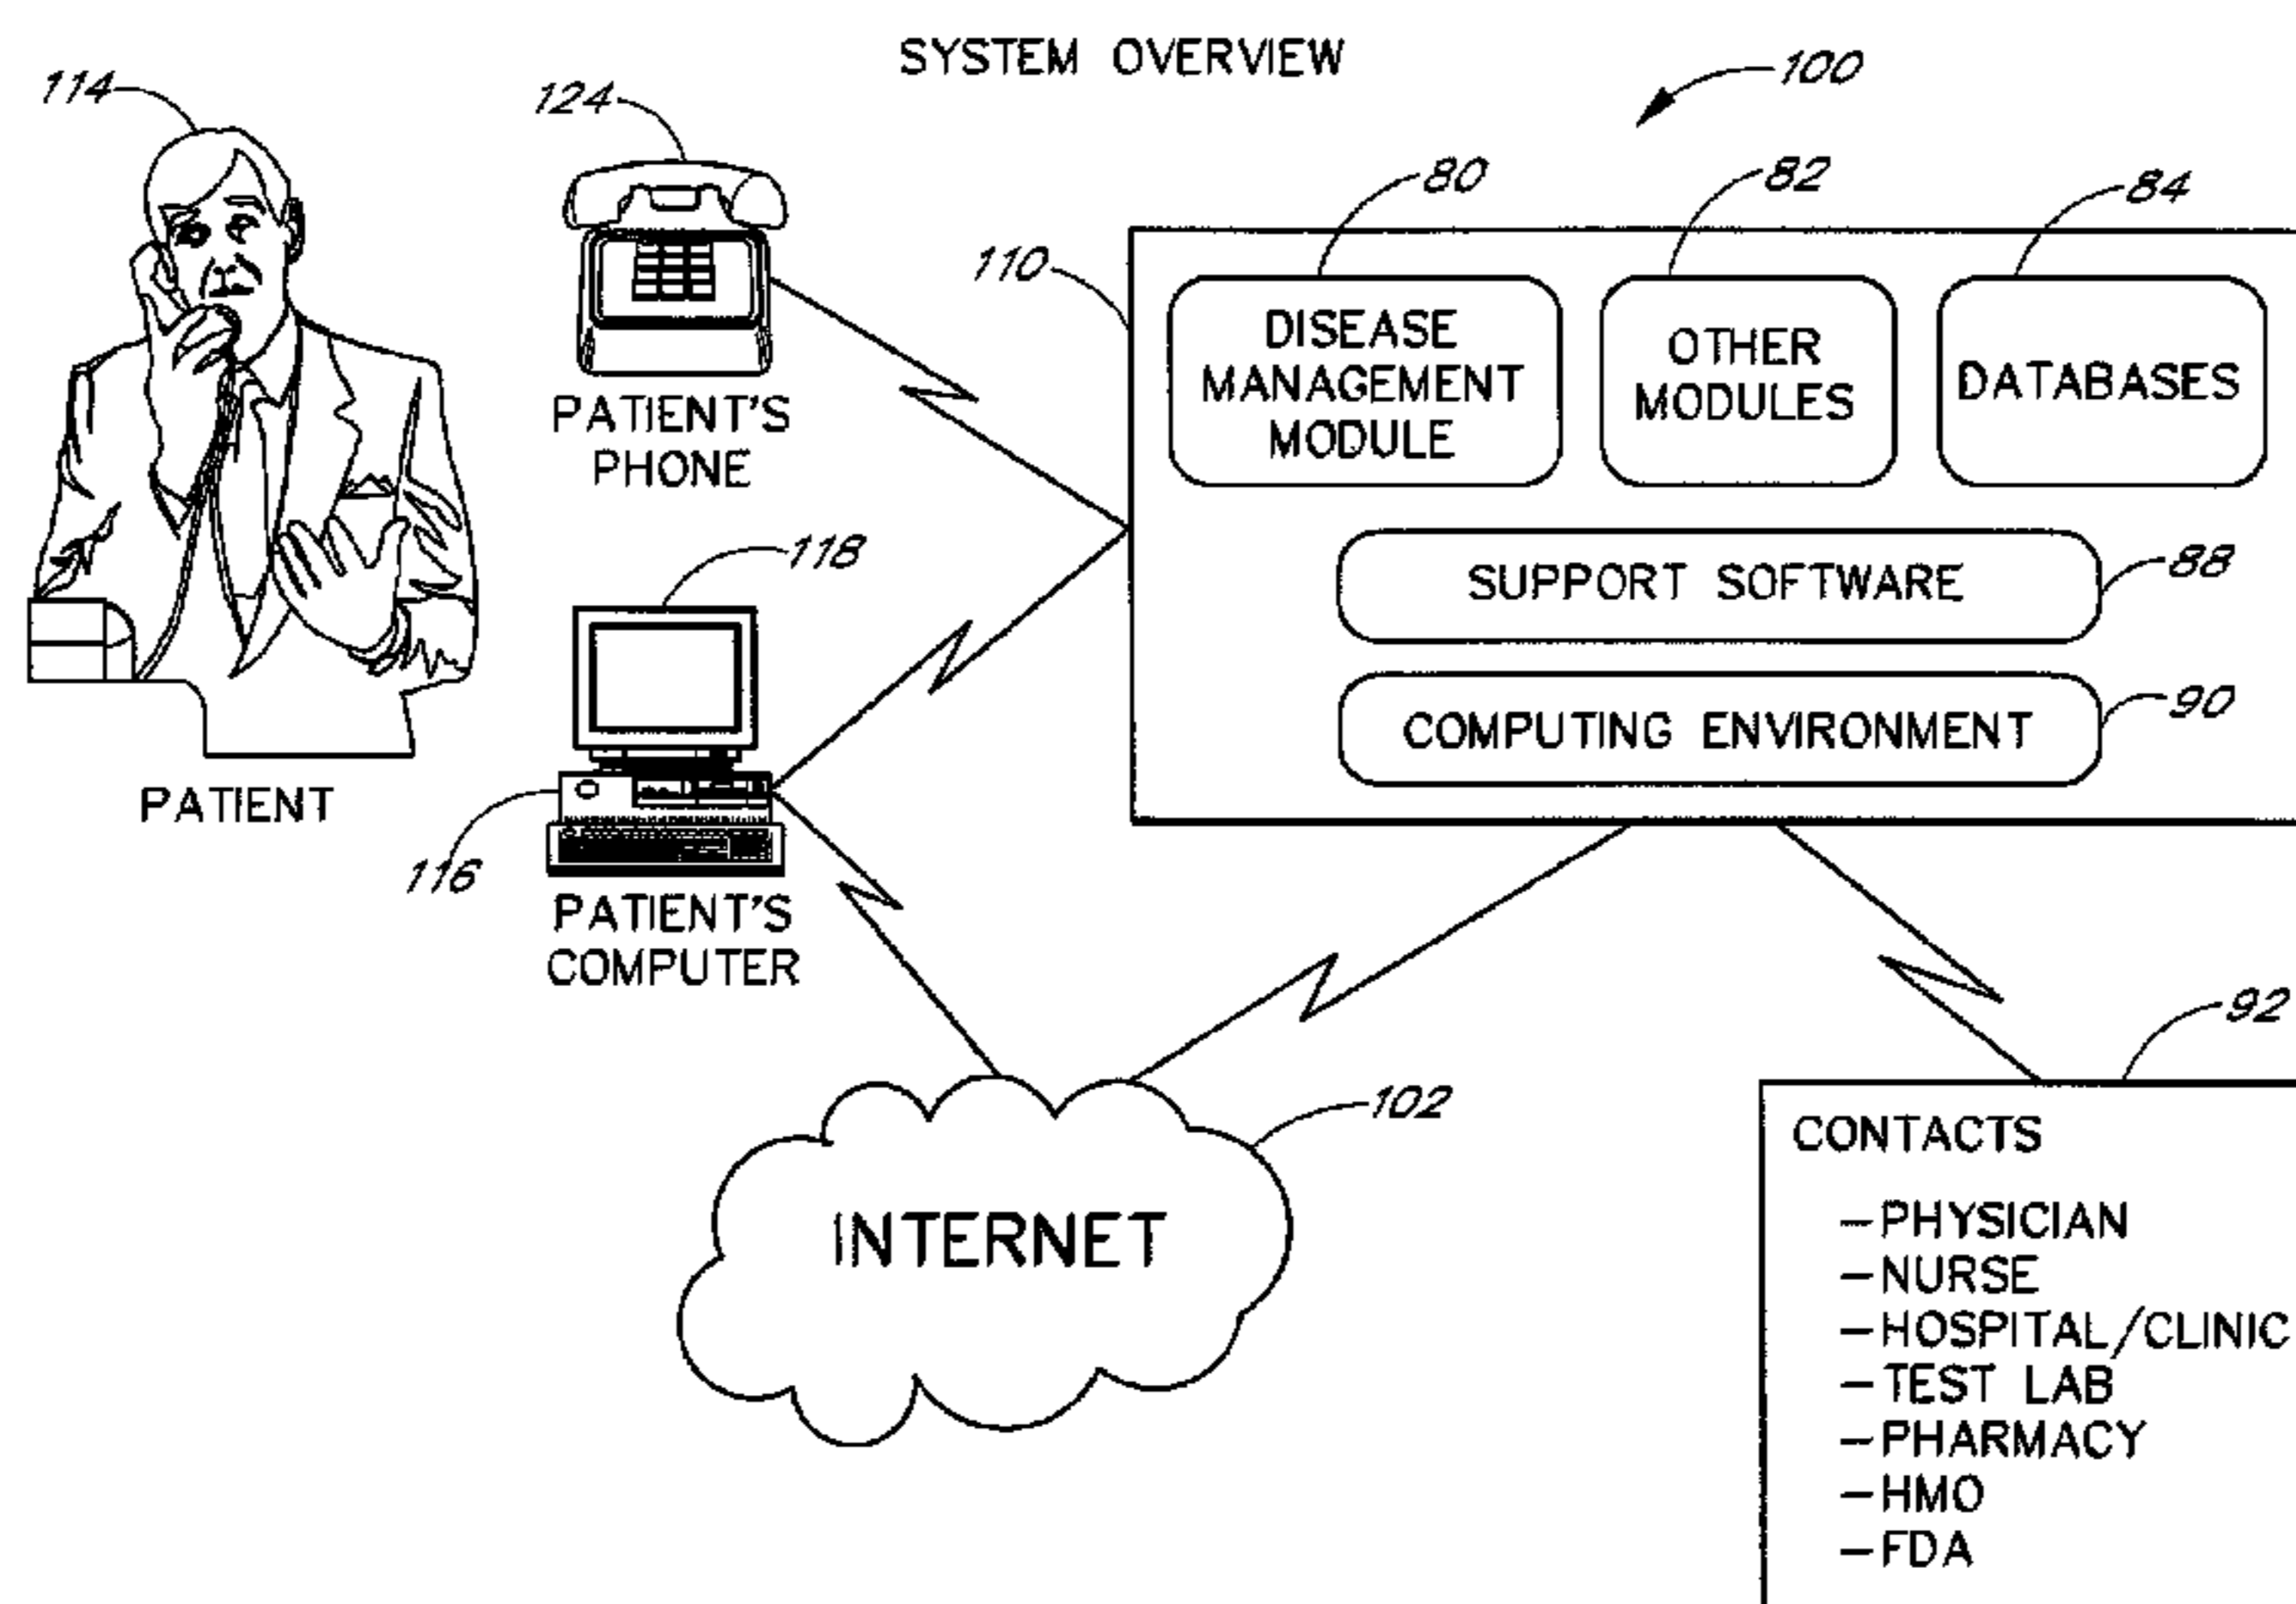 SYSTEM OVERVIEW
100
114
124
80
82
84
110
DISEASE
MANAGEMENT
MODULE
OTHER
MODULES
DATABASES
PATIENT'S
PHONE
118
SUPPORT SOFTWARE
88
COMPUTING ENVIRONMENT
90
PATIENT
116
PATIENT'S
COMPUTER
92
102
INTERNET
CONTACTS
–PHYSICIAN
–NURSE
–HOSPITAL/CLINIC
–TEST LAB
–PHARMACY
–HMO
–FDA